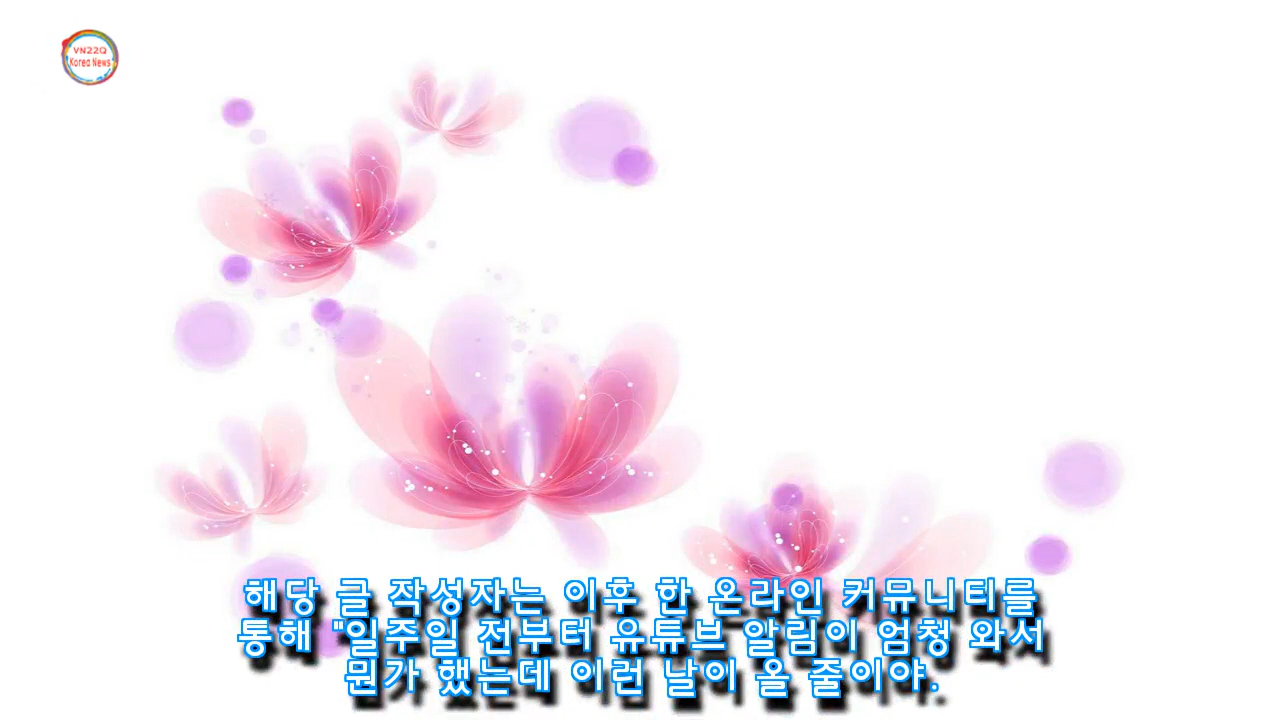 VN22Q
Korea News
해당 글 작성자는 이후 한 온라인 커뮤니티를
통해 "일주일 전부터 유튜브 알림이 엄청 와서
뭔가 했는데 이런 날이 올 줄이야.